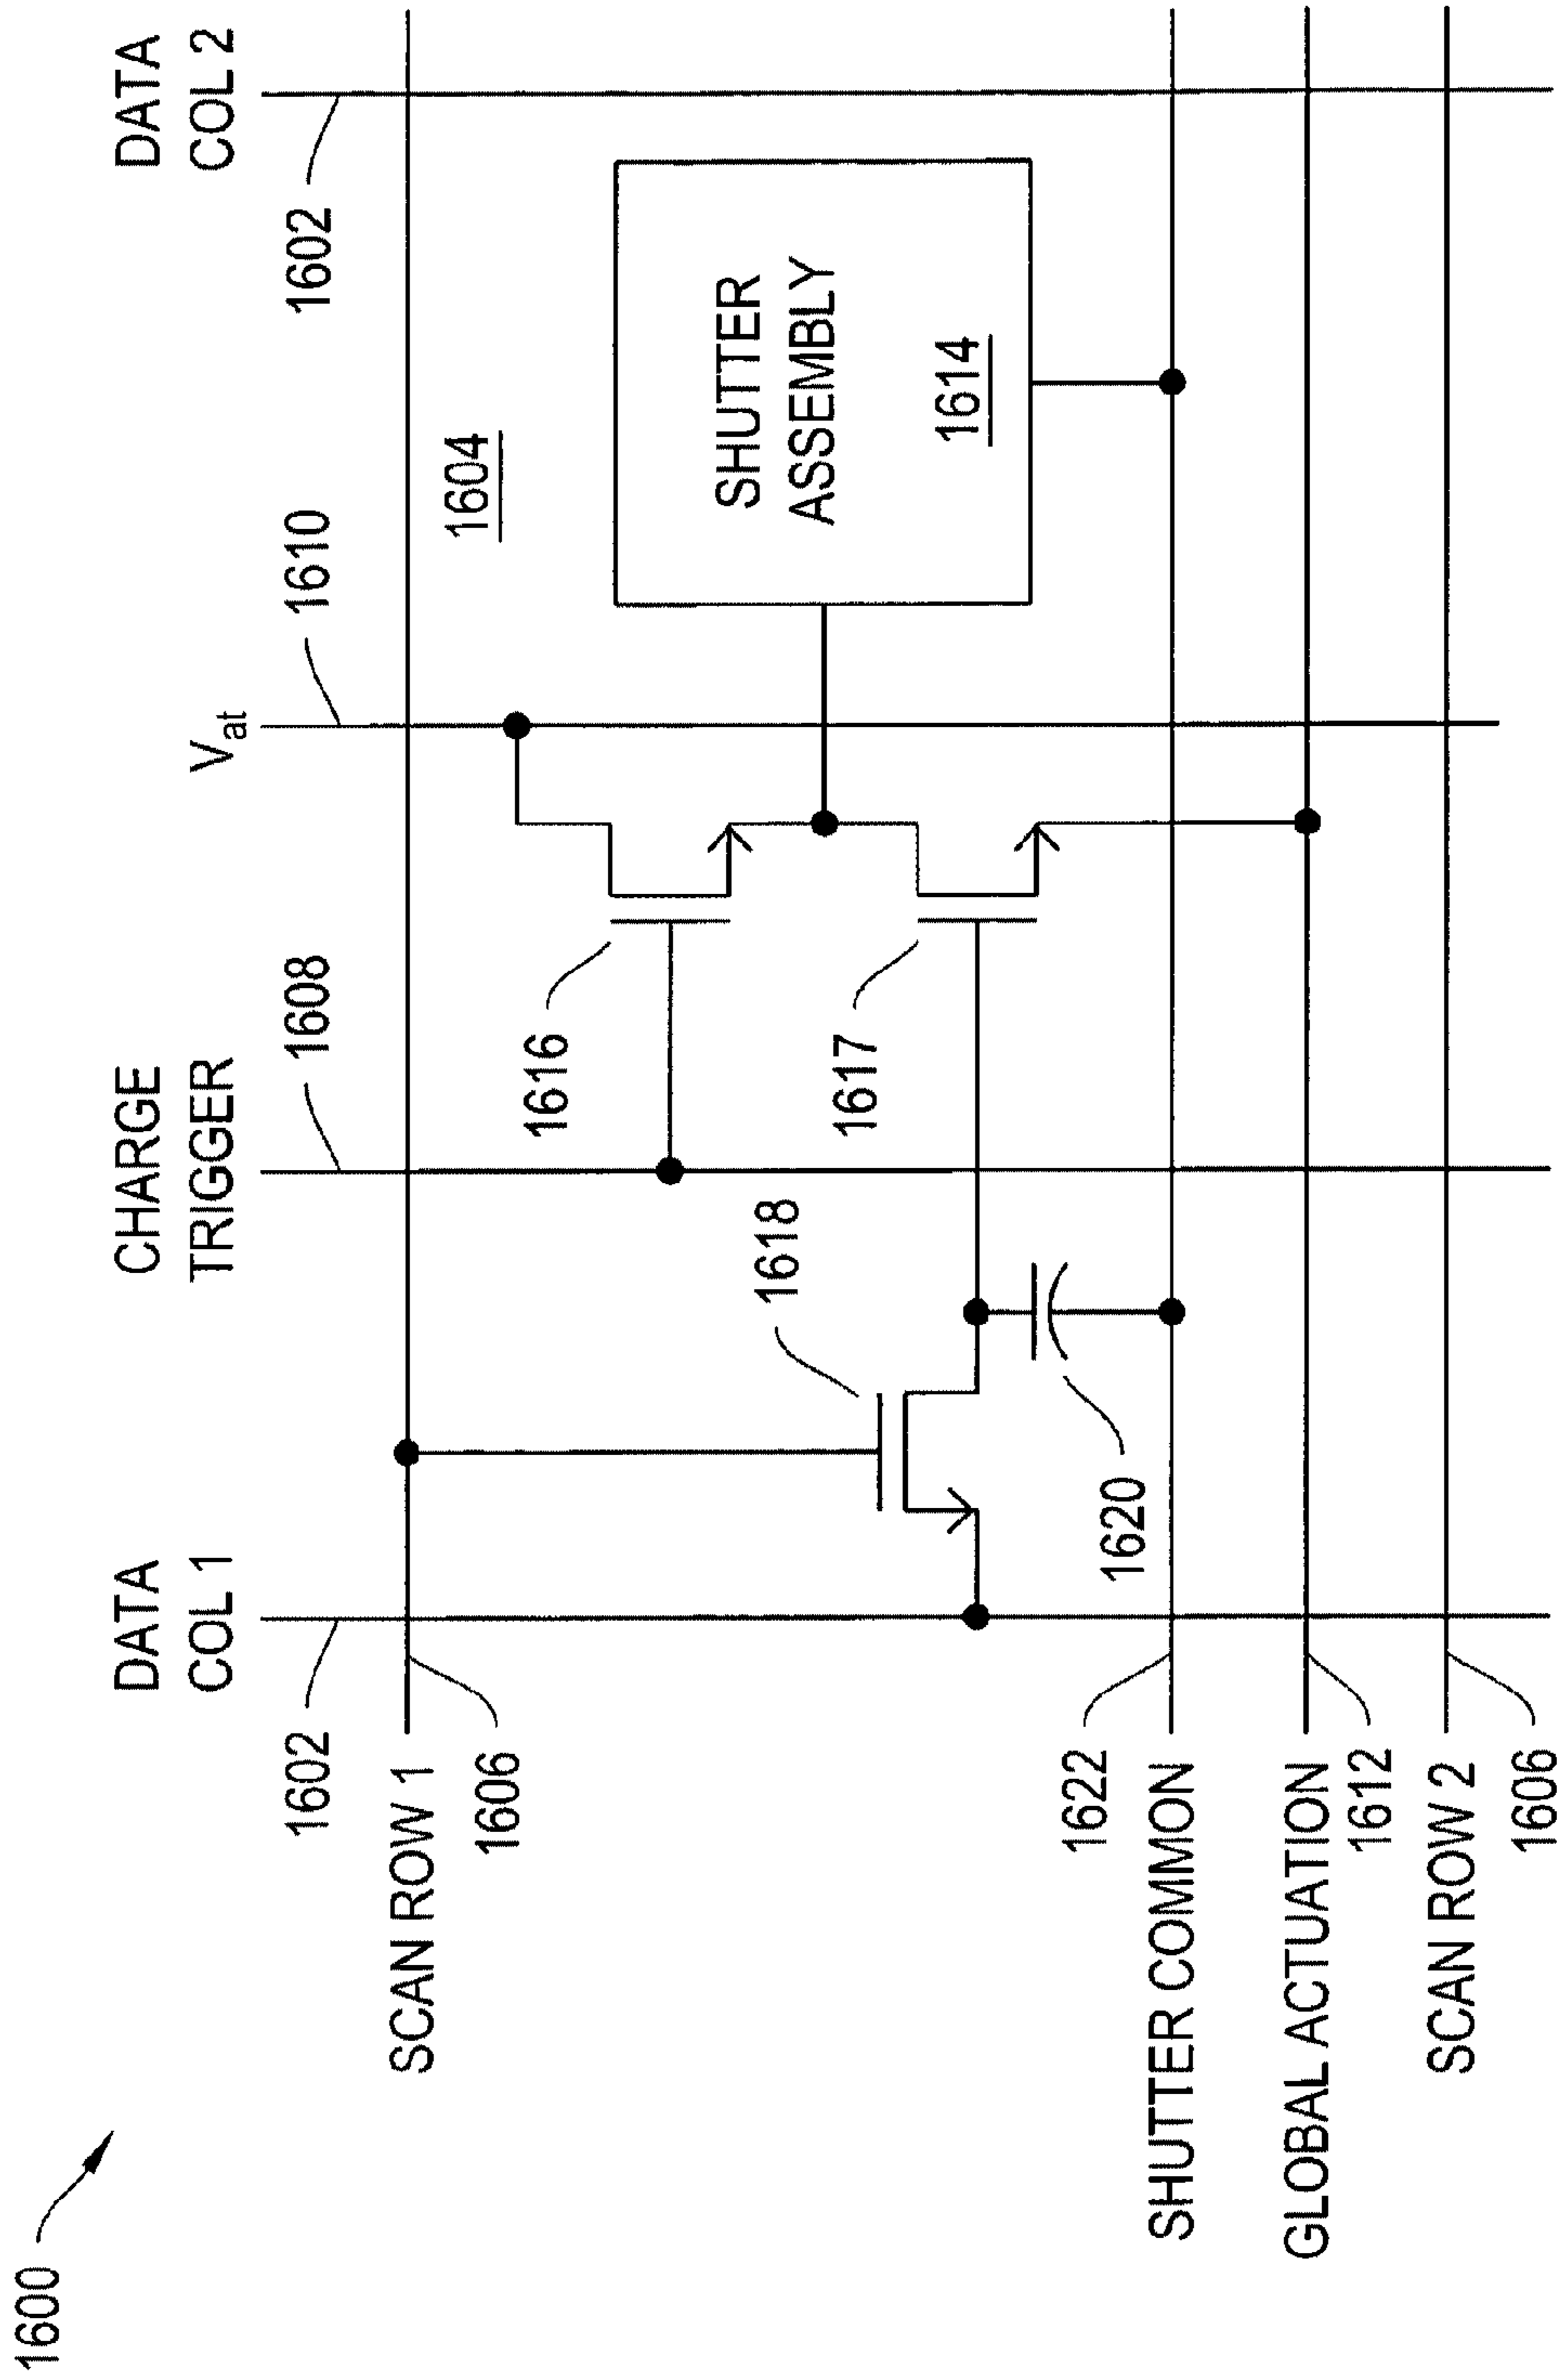 1600
DATA
COL 1
CHARGE
TRIGGER
Vat
DATA
COL 2
1602
1608
1610
1602
SCAN ROW 1
1606
1604
1616
SHUTTER
ASSEMBLY
1614
1618
1617
1620
1622
SHUTTER COMMON
GLOBAL ACTUATION
1612
SCAN ROW 2
1606